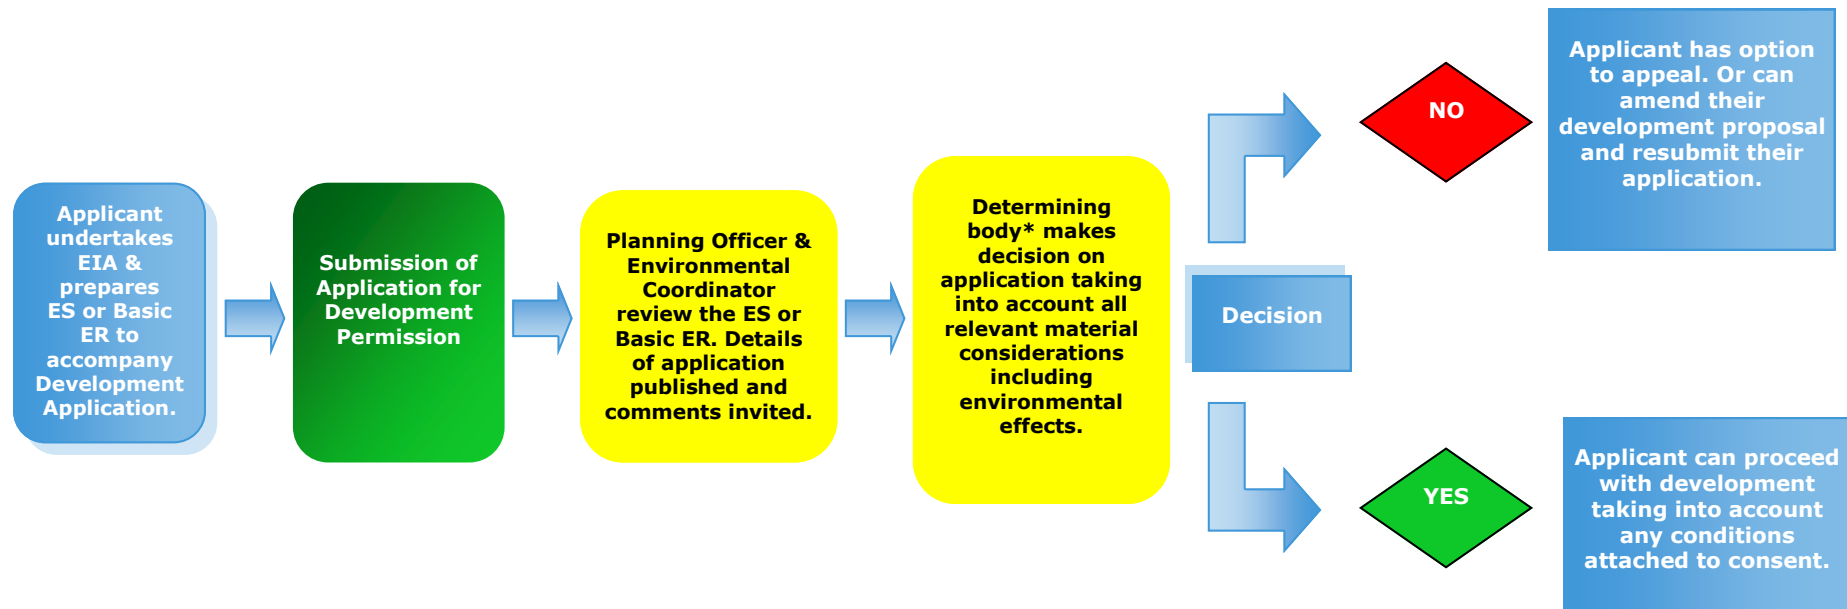 Applicant
undertakes
EIA &
prepares
ES or Basic
ER to
accompany
Development
Application.
Submission of
Application for
Development
Permission
Planning Officer &
Environmental
Coordinator
review the ES or
Basic ER. Details
of application
published and
comments invited.
Determining
body* makes
decision on
application taking
into account all
relevant material
considerations
including
environmental
effects.
Decision
NO
Applicant has option
to appeal. Or can
amend their
development proposal
and resubmit their
application.
YES
Applicant can proceed
with development
taking into account
any conditions
attached to consent.